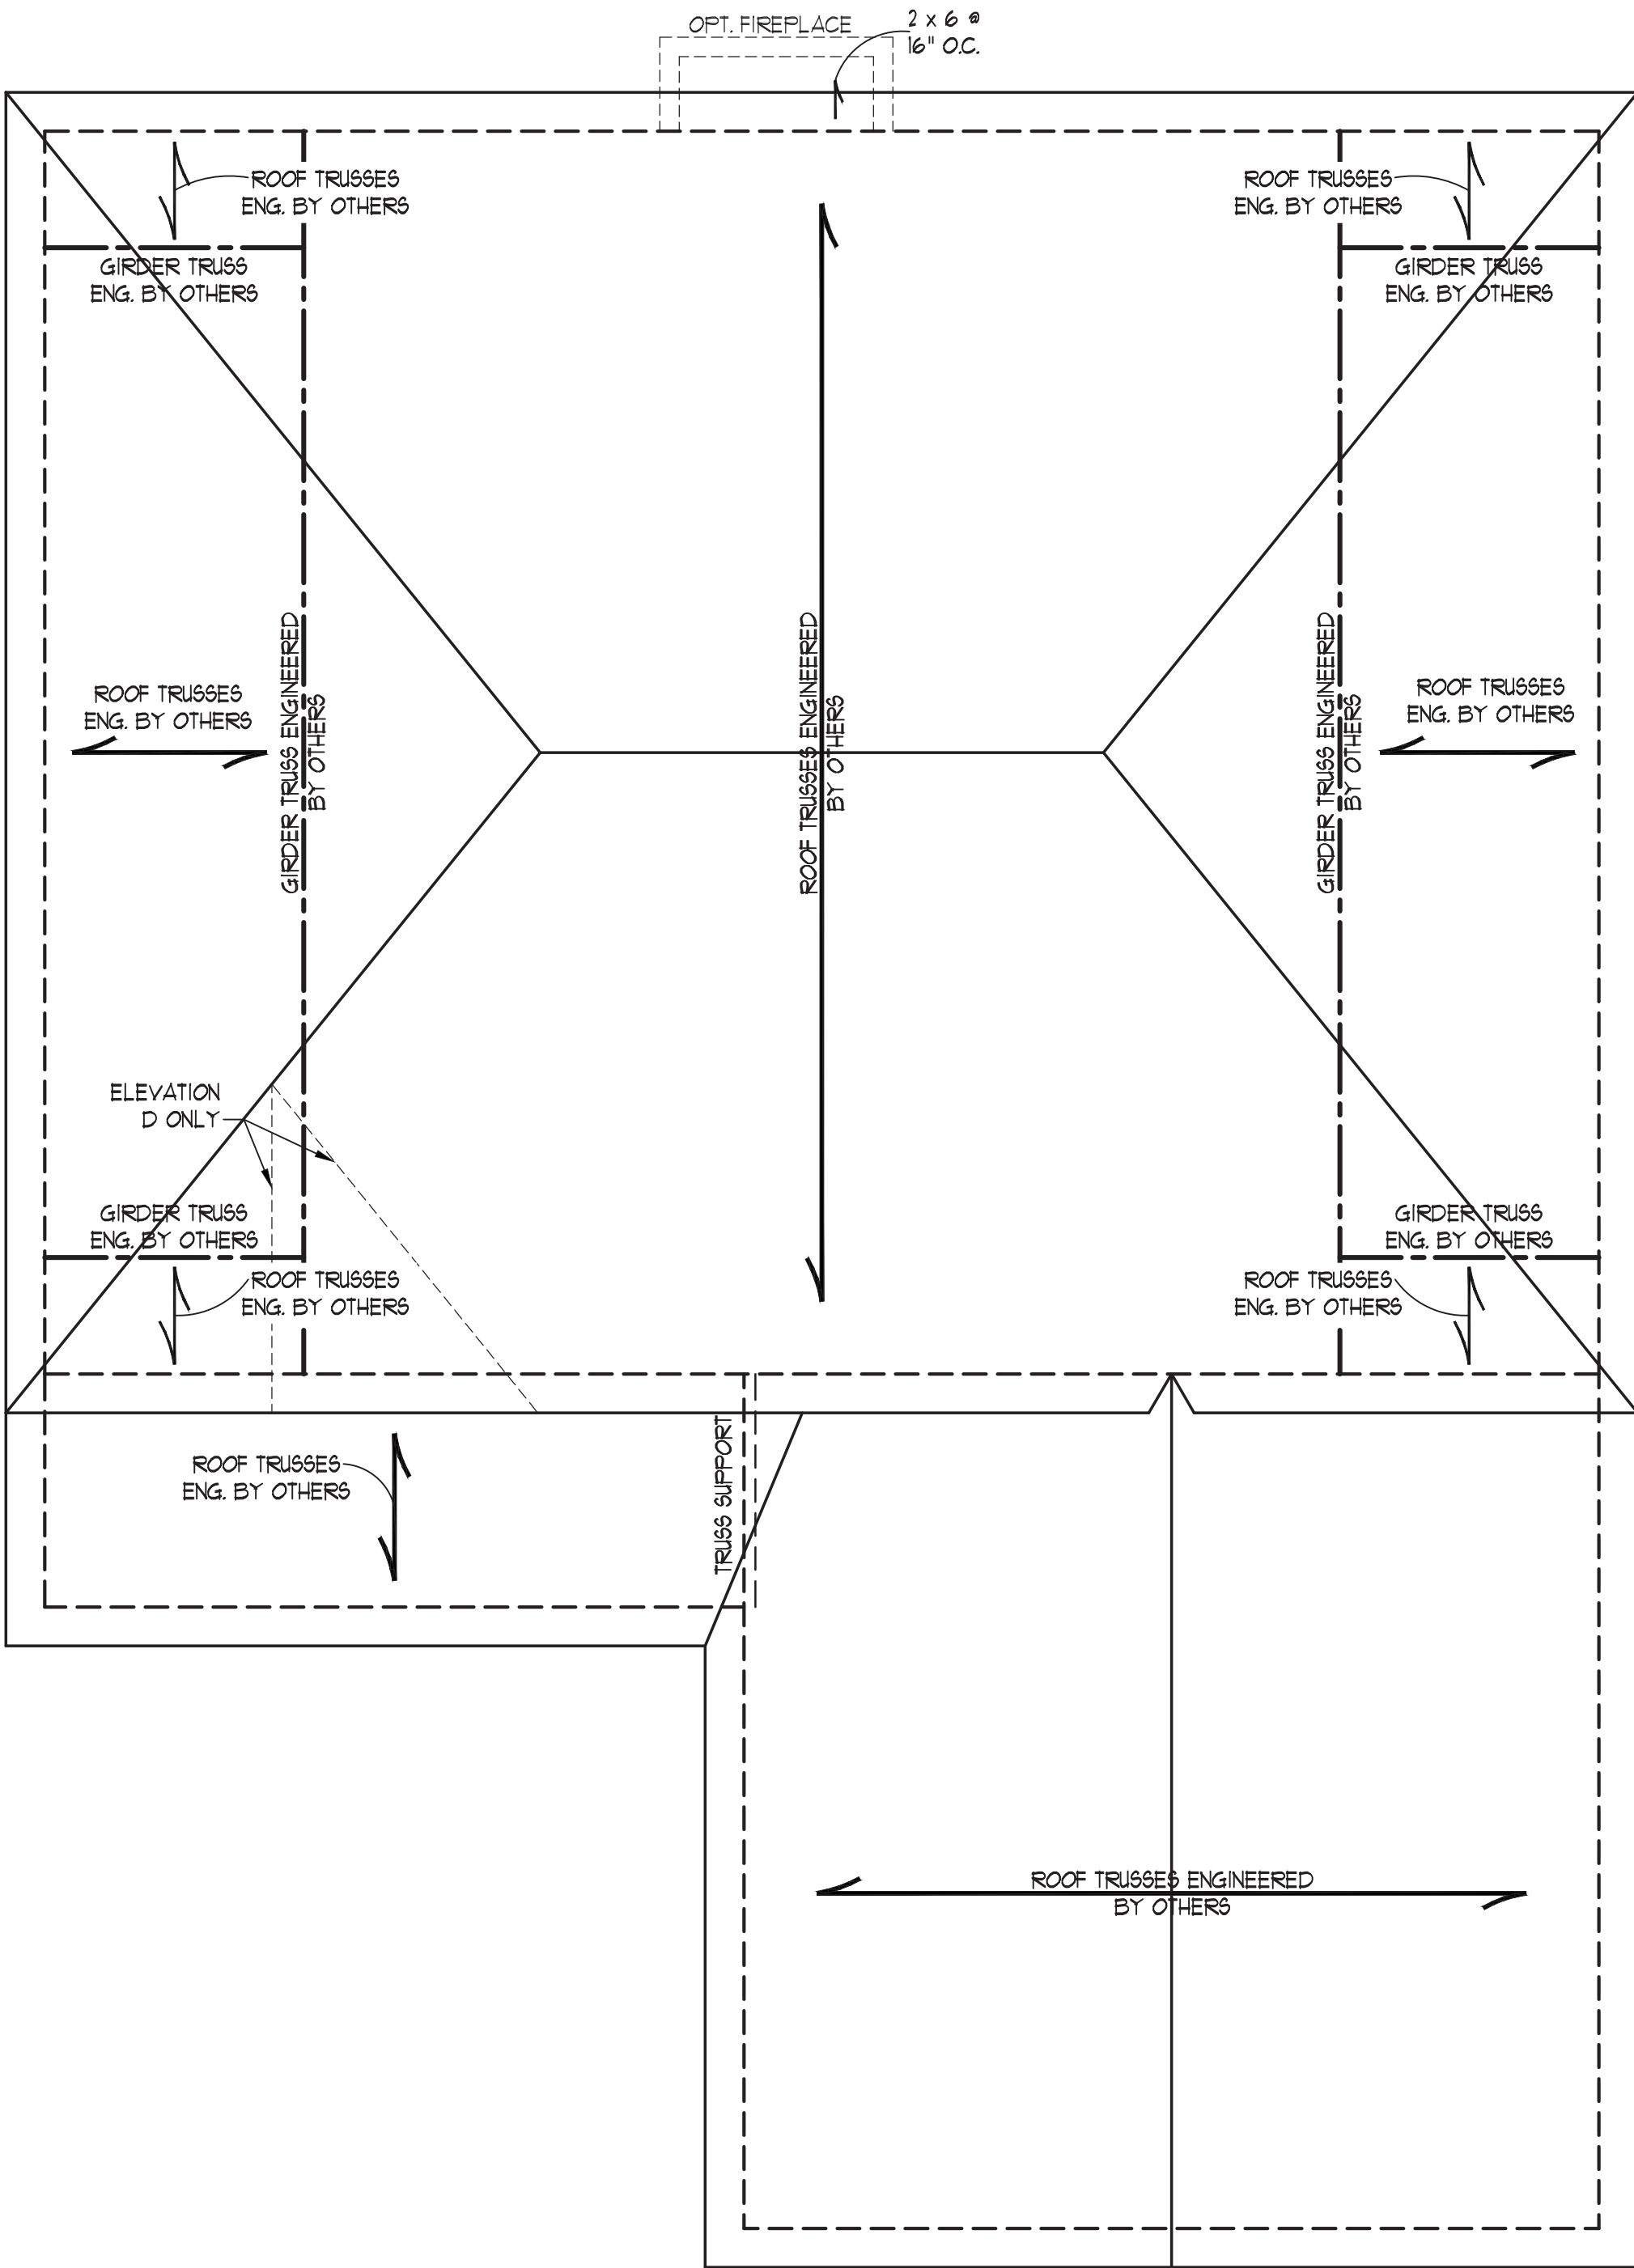 OPT. FIREPLACE
2 x 6 @
16" O.C.
ROOF TRUSSES
ENG. BY OTHERS
ROOF TRUSSES
ENG. BY OTHERS
GIRDER TRUSS
ENG. BY OTHERS
GIRDER TRUSS
ENG. BY OTHERS
ROOF TRUSSES
ENG. BY OTHERS
GIRDER TRUSS ENGINEERED
BY OTHERS
ROOF TRUSSES ENGINEERED
BY OTHERS
GIRDER TRUSS ENGINEERED
BY OTHERS
ROOF TRUSSES
ENG. BY OTHERS
ELEVATION
D ONLY
GIRDER TRUSS
ENG. BY OTHERS
GIRDER TRUSS
ENG. BY OTHERS
ROOF TRUSSES
ENG. BY OTHERS
ROOF TRUSSES
ENG. BY OTHERS
ROOF TRUSSES
ENG. BY OTHERS
TRUSS SUPPORT
ROOF TRUSSES ENGINEERED
BY OTHERS